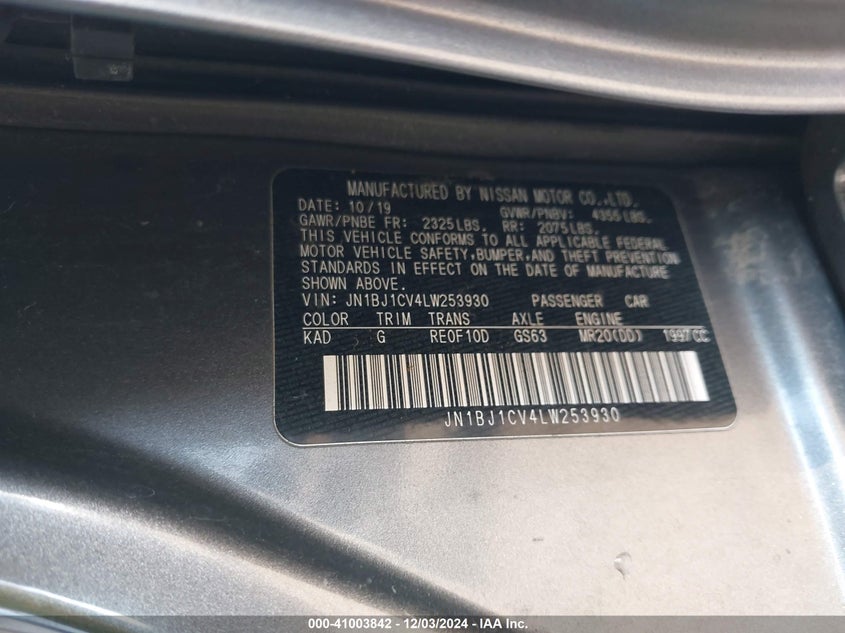 MANUFACTURED BY NISSAN MOTOR CO.,LTD.
DATE: 10/19 GVWR/PNBV: 4355 LBS.
GAWR/PNBE FR: 2325LBS. RR: 2075LBS.
THIS VEHICLE CONFORMS TO ALL APPLICABLE FEDERAL
MOTOR VEHICLE SAFETY,BUMPER,AND THEFT PREVENTION
STANDARDS IN EFFECT ON THE DATE OF MANUFACTURE
SHOWN ABOVE.
VIN: JN1BJ1CV4LW253930 PASSENGER CAR
COLOR TRIM TRANS AXLE ENGINE
KAD G RE0F10D GS63 MR20(DD) 1997CC
JN1BJ1CV4LW253930
000-41003842 - 12/03/2024 - IAA Inc.